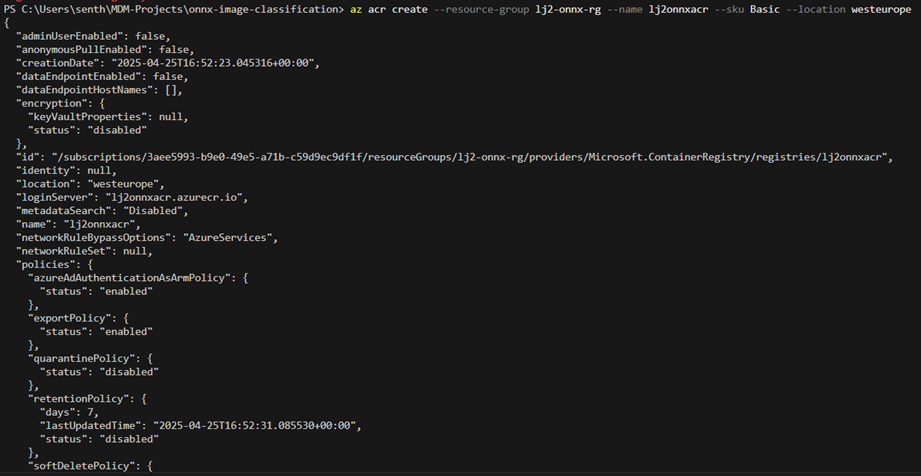 PS C:\Users\senth\MDM-Projects\onnx-image-classification> az acr create --resource-group lj2-onnx-rg --name lj2onnxacr --sku Basic --location westeurope
{
  "adminUserEnabled": false,
  "anonymousPullEnabled": false,
  "creationDate": "2025-04-25T16:52:23.045316+00:00",
  "dataEndpointEnabled": false,
  "dataEndpointHostNames": [],
  "encryption": {
    "keyVaultProperties": null,
    "status": "disabled"
  },
  "id": "/subscriptions/3aee5993-b9e0-49e5-a71b-c59d9ec9df1f/resourceGroups/lj2-onnx-rg/providers/Microsoft.ContainerRegistry/registries/lj2onnxacr",
  "identity": null,
  "location": "westeurope",
  "loginServer": "lj2onnxacr.azurecr.io",
  "metadataSearch": "Disabled",
  "name": "lj2onnxacr",
  "networkRuleBypassOptions": "AzureServices",
  "networkRuleSet": null,
  "policies": {
    "azureAdAuthenticationAsArmPolicy": {
      "status": "enabled"
    },
    "exportPolicy": {
      "status": "enabled"
    },
    "quarantinePolicy": {
      "status": "disabled"
    },
    "retentionPolicy": {
      "days": 7,
      "lastUpdatedTime": "2025-04-25T16:52:31.085530+00:00",
      "status": "disabled"
    },
    "softDeletePolicy": {